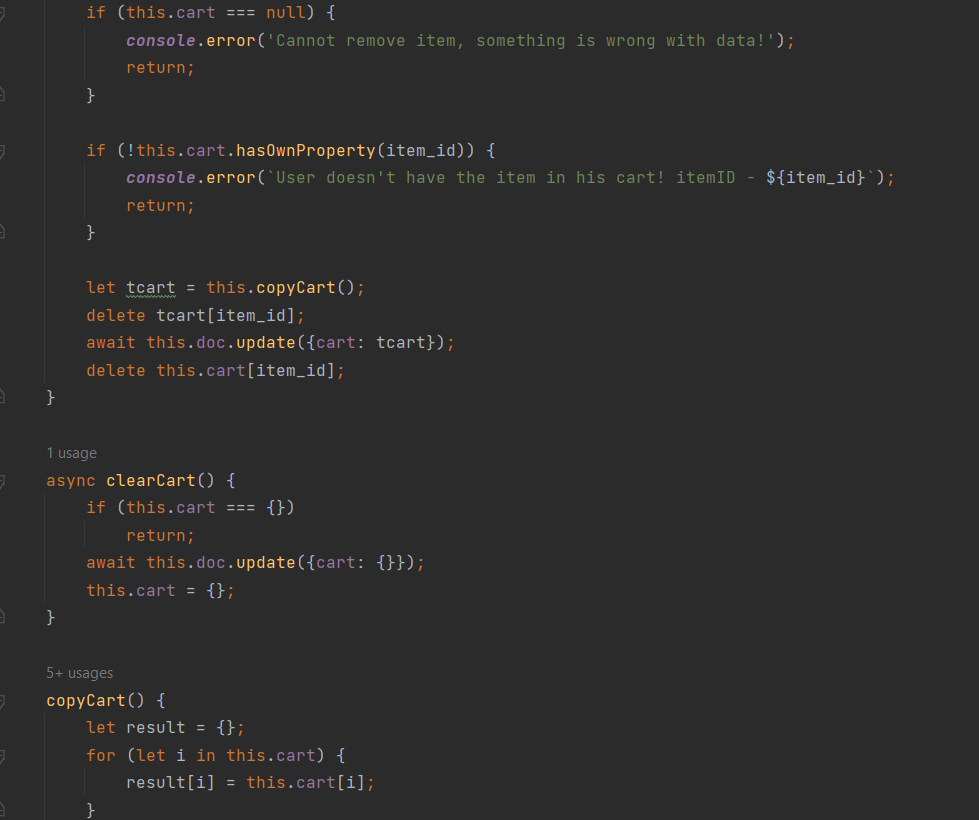 if (this.cart === null) {
console.error('Cannot remove item, something is wrong with data!');
return;
}
if (!this.cart.hasOwnProperty(item_id)) {
console.error(`User doesn't have the item in his cart! itemID - ${item_id}`);
return;
}
let tcart = this.copyCart();
delete tcart[item_id];
await this.doc.update({cart: tcart});
delete this.cart[item_id];
}
1 usage
async clearCart() {
if (this.cart === {})
return;
await this.doc.update({cart: {}});
this.cart = {};
}
5+ usages
copyCart() {
let result = {};
for (let i in this.cart) {
result[i] = this.cart[i];
}